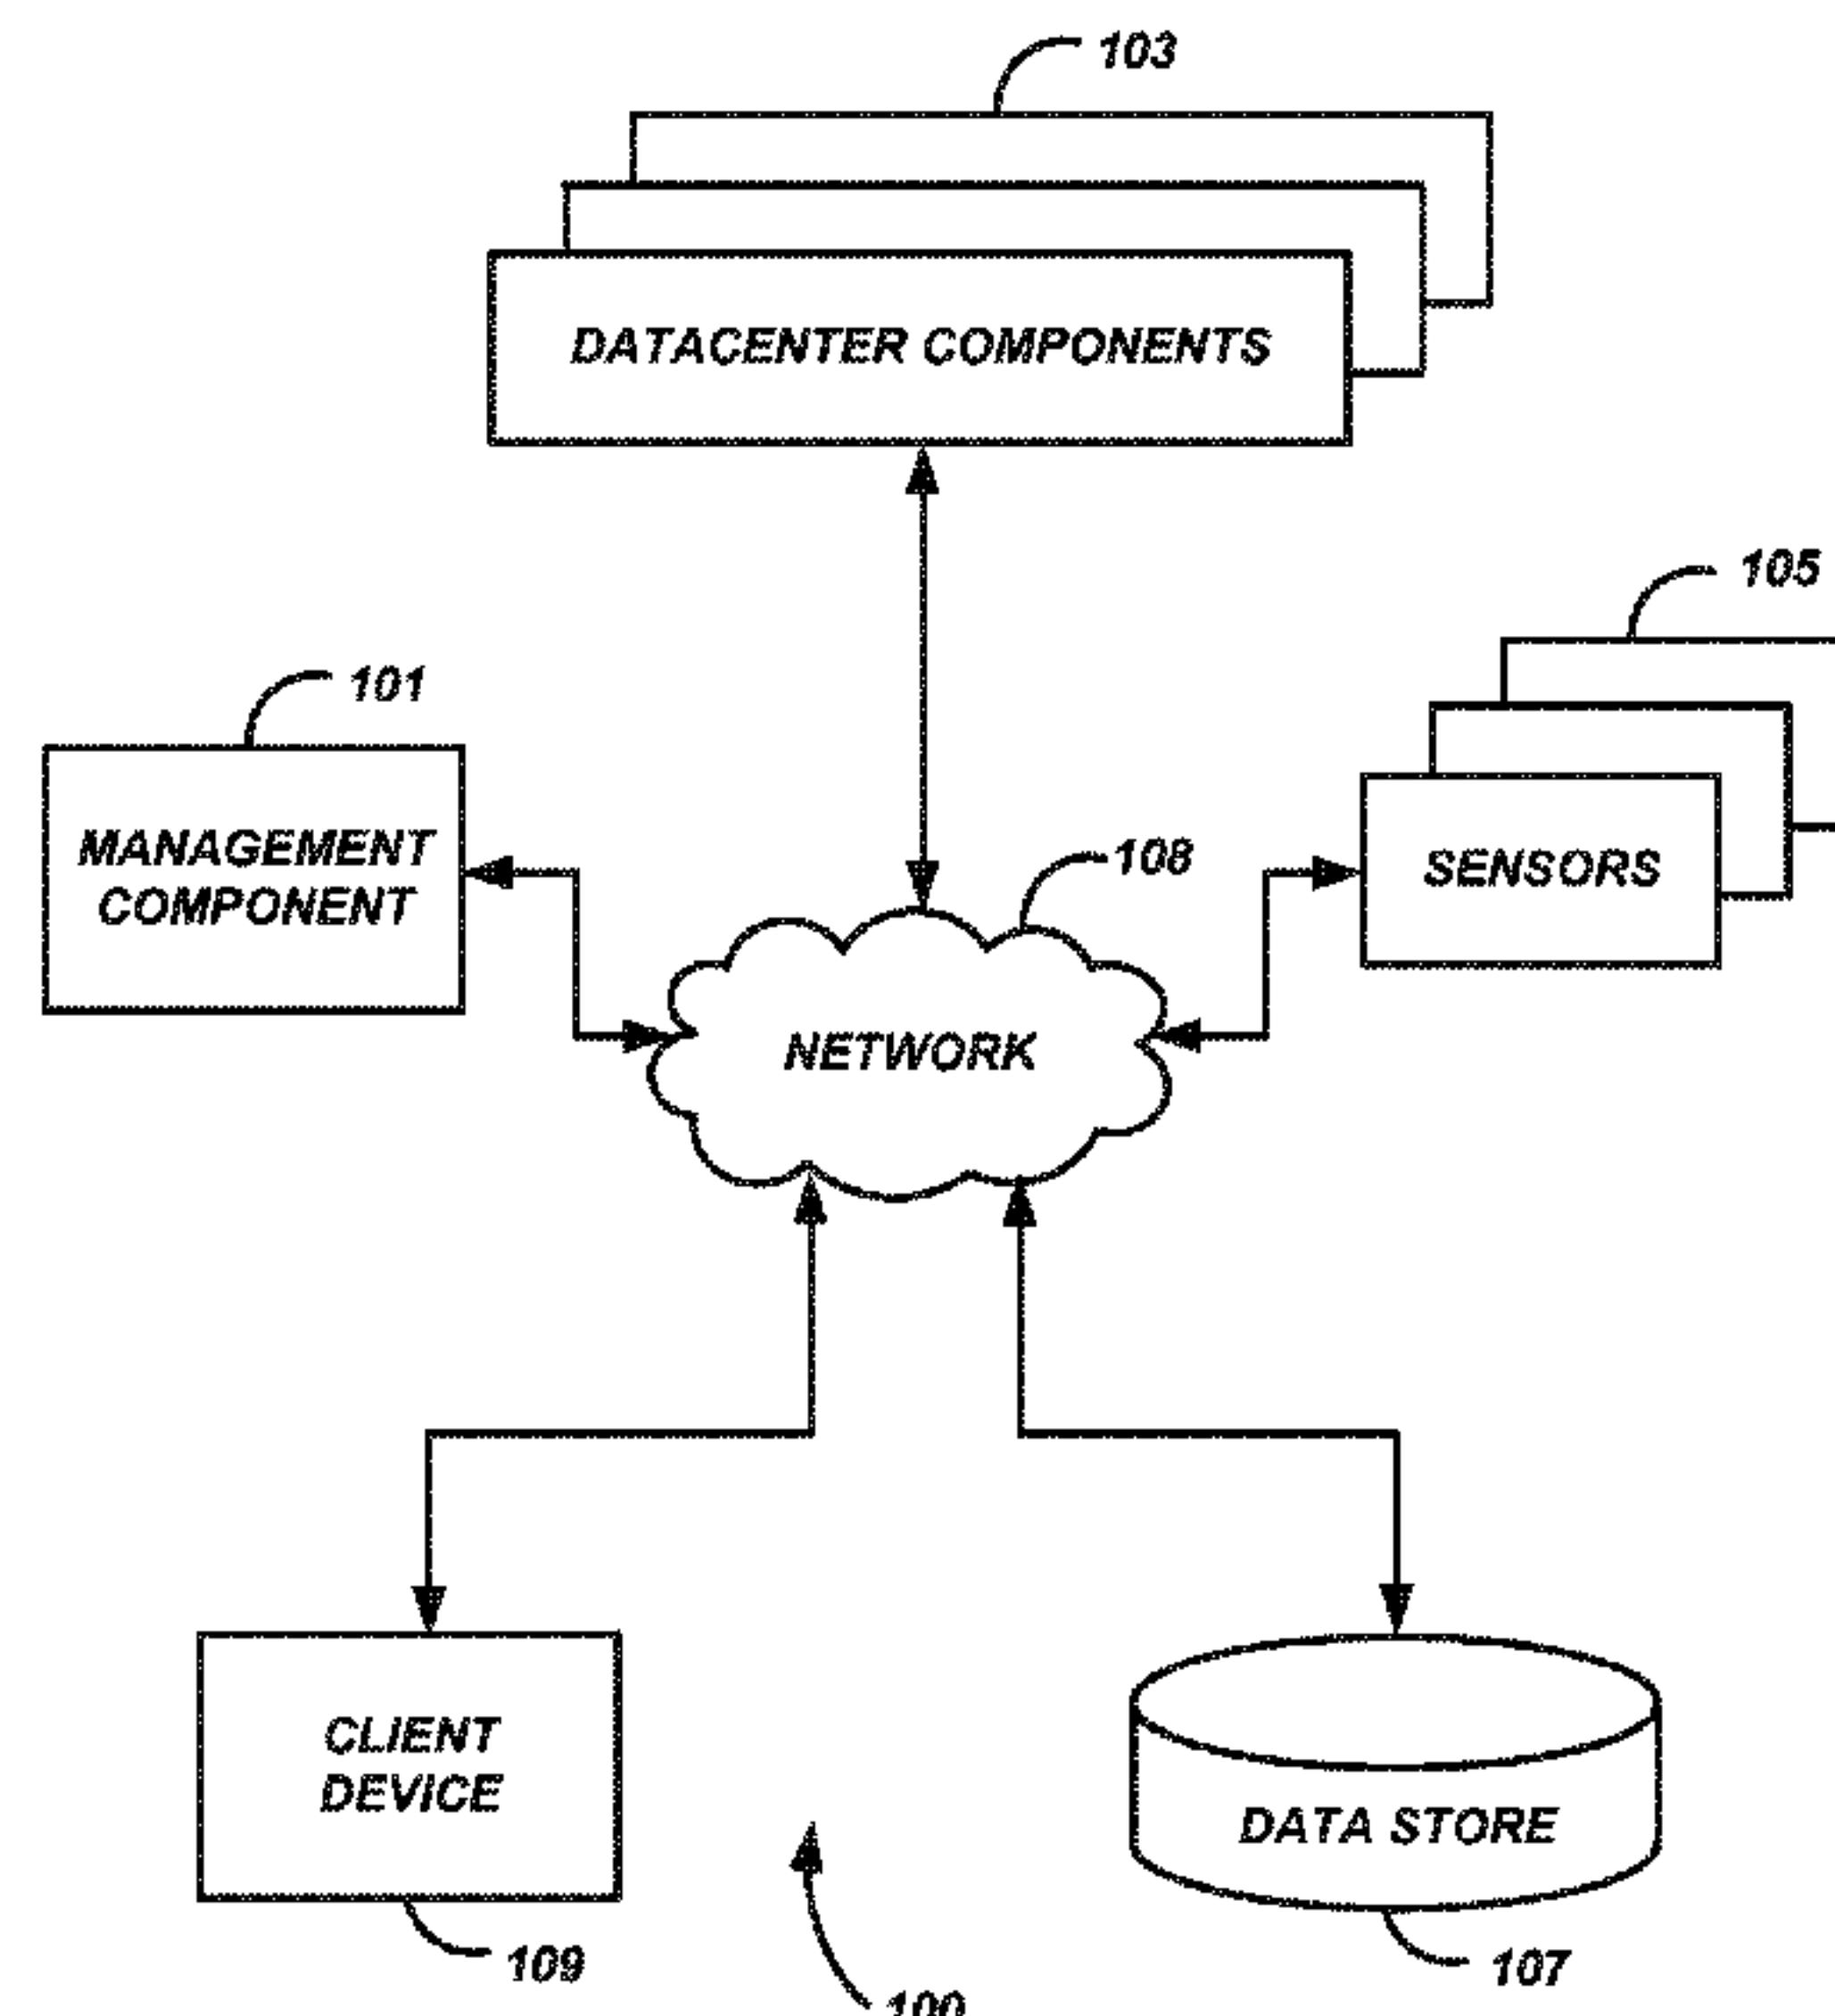 103
DATACENTER COMPONENTS
105
101
MANAGEMENT
COMPONENT
108
SENSORS
NETWORK
CLIENT
DEVICE
DATA STORE
109
107
100